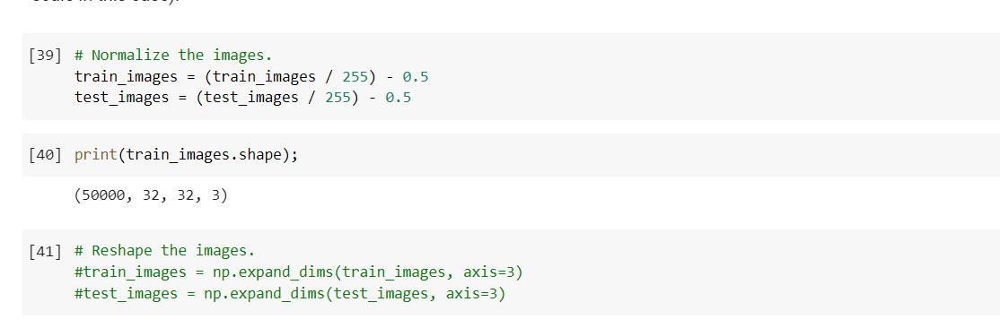 [39] # Normalize the images.
train_images = (train_images / 255) - 0.5
test_images = (test_images / 255) - 0.5
[40] print(train_images.shape);
(50000, 32, 32, 3)
[41] # Reshape the images.
#train_images = np.expand_dims(train_images, axis=3)
#test_images = np.expand_dims(test_images, axis=3)